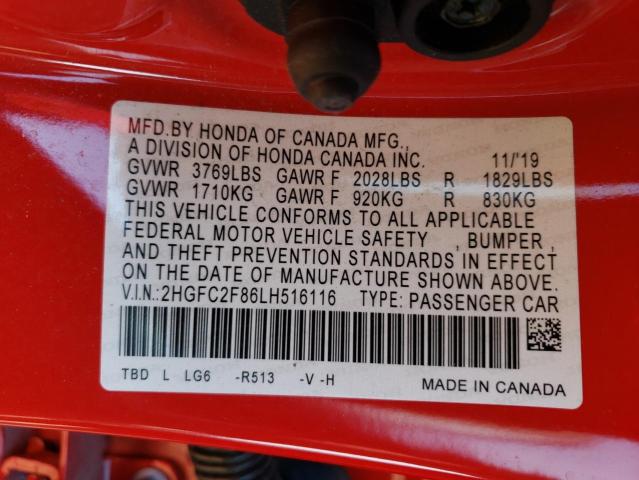 MFD.BY HONDA OF CANADA MFG.,
A DIVISION OF HONDA CANADA INC. 11/'19
GVWR 3769LBS GAWR F 2028LBS R 1829LBS
GVWR 1710KG GAWR F 920KG R 830KG
THIS VEHICLE CONFORMS TO ALL APPLICABLE
FEDERAL MOTOR VEHICLE SAFETY , BUMPER ,
AND THEFT PREVENTION STANDARDS IN EFFECT
ON THE DATE OF MANUFACTURE SHOWN ABOVE.
V.I.N.:2HGFC2F86LH516116 TYPE: PASSENGER CAR
TBD L LG6 -R513 -V -H
MADE IN CANADA